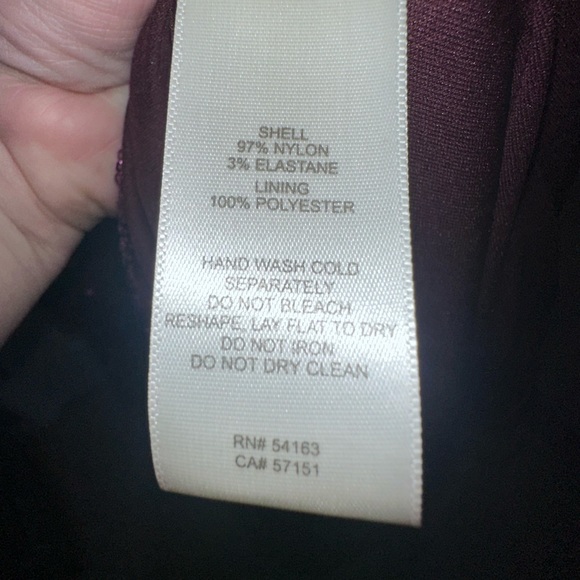 SHELL
97% NYLON
3% ELASTANE
LINING
100% POLYESTER
HAND WASH COLD
SEPARATELY
DO NOT BLEACH
RESHAPE, LAY FLAT TO DRY
DO NOT IRON
DO NOT DRY CLEAN
RN# 54163
CA# 57151